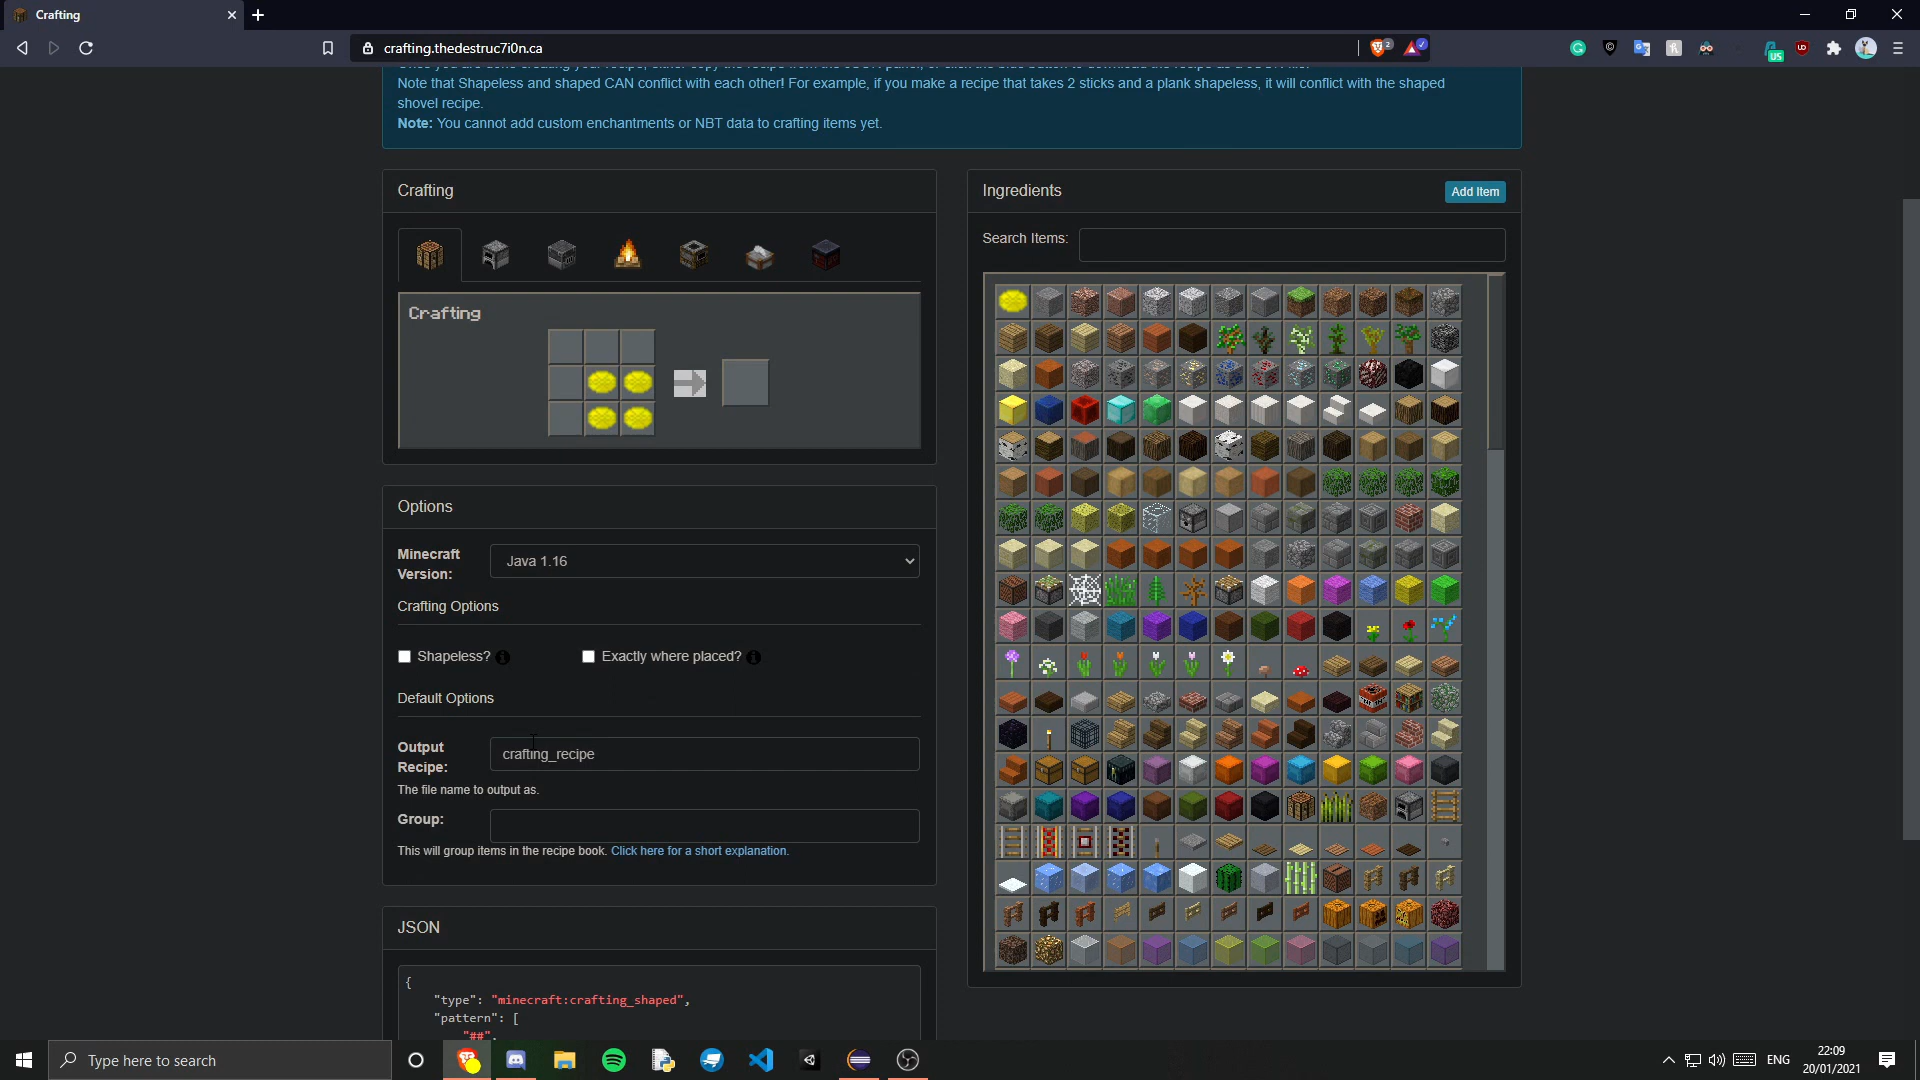 Crafting
crafting.thedestruc7i0n.ca
2
US
Note that Shapeless and shaped CAN conflict with each other! For example, if you make a recipe that takes 2 sticks and a plank shapeless, it will conflict with the shaped
shovel recipe.
Note: You cannot add custom enchantments or NBT data to crafting items yet.
Crafting
Ingredients
Add Item
Search Items:
Crafting
Options
Minecraft
Version:
Java 1.16
Crafting Options
Shapeless?
Exactly where placed?
Default Options
Output
Recipe:
crafting_recipe
The file name to output as.
Group:
This will group items in the recipe book. Click here for a short explanation.
JSON
{
"type": "minecraft:crafting_shaped",
"pattern": [
"##",
Type here to search
ENG
22:09
20/01/2021